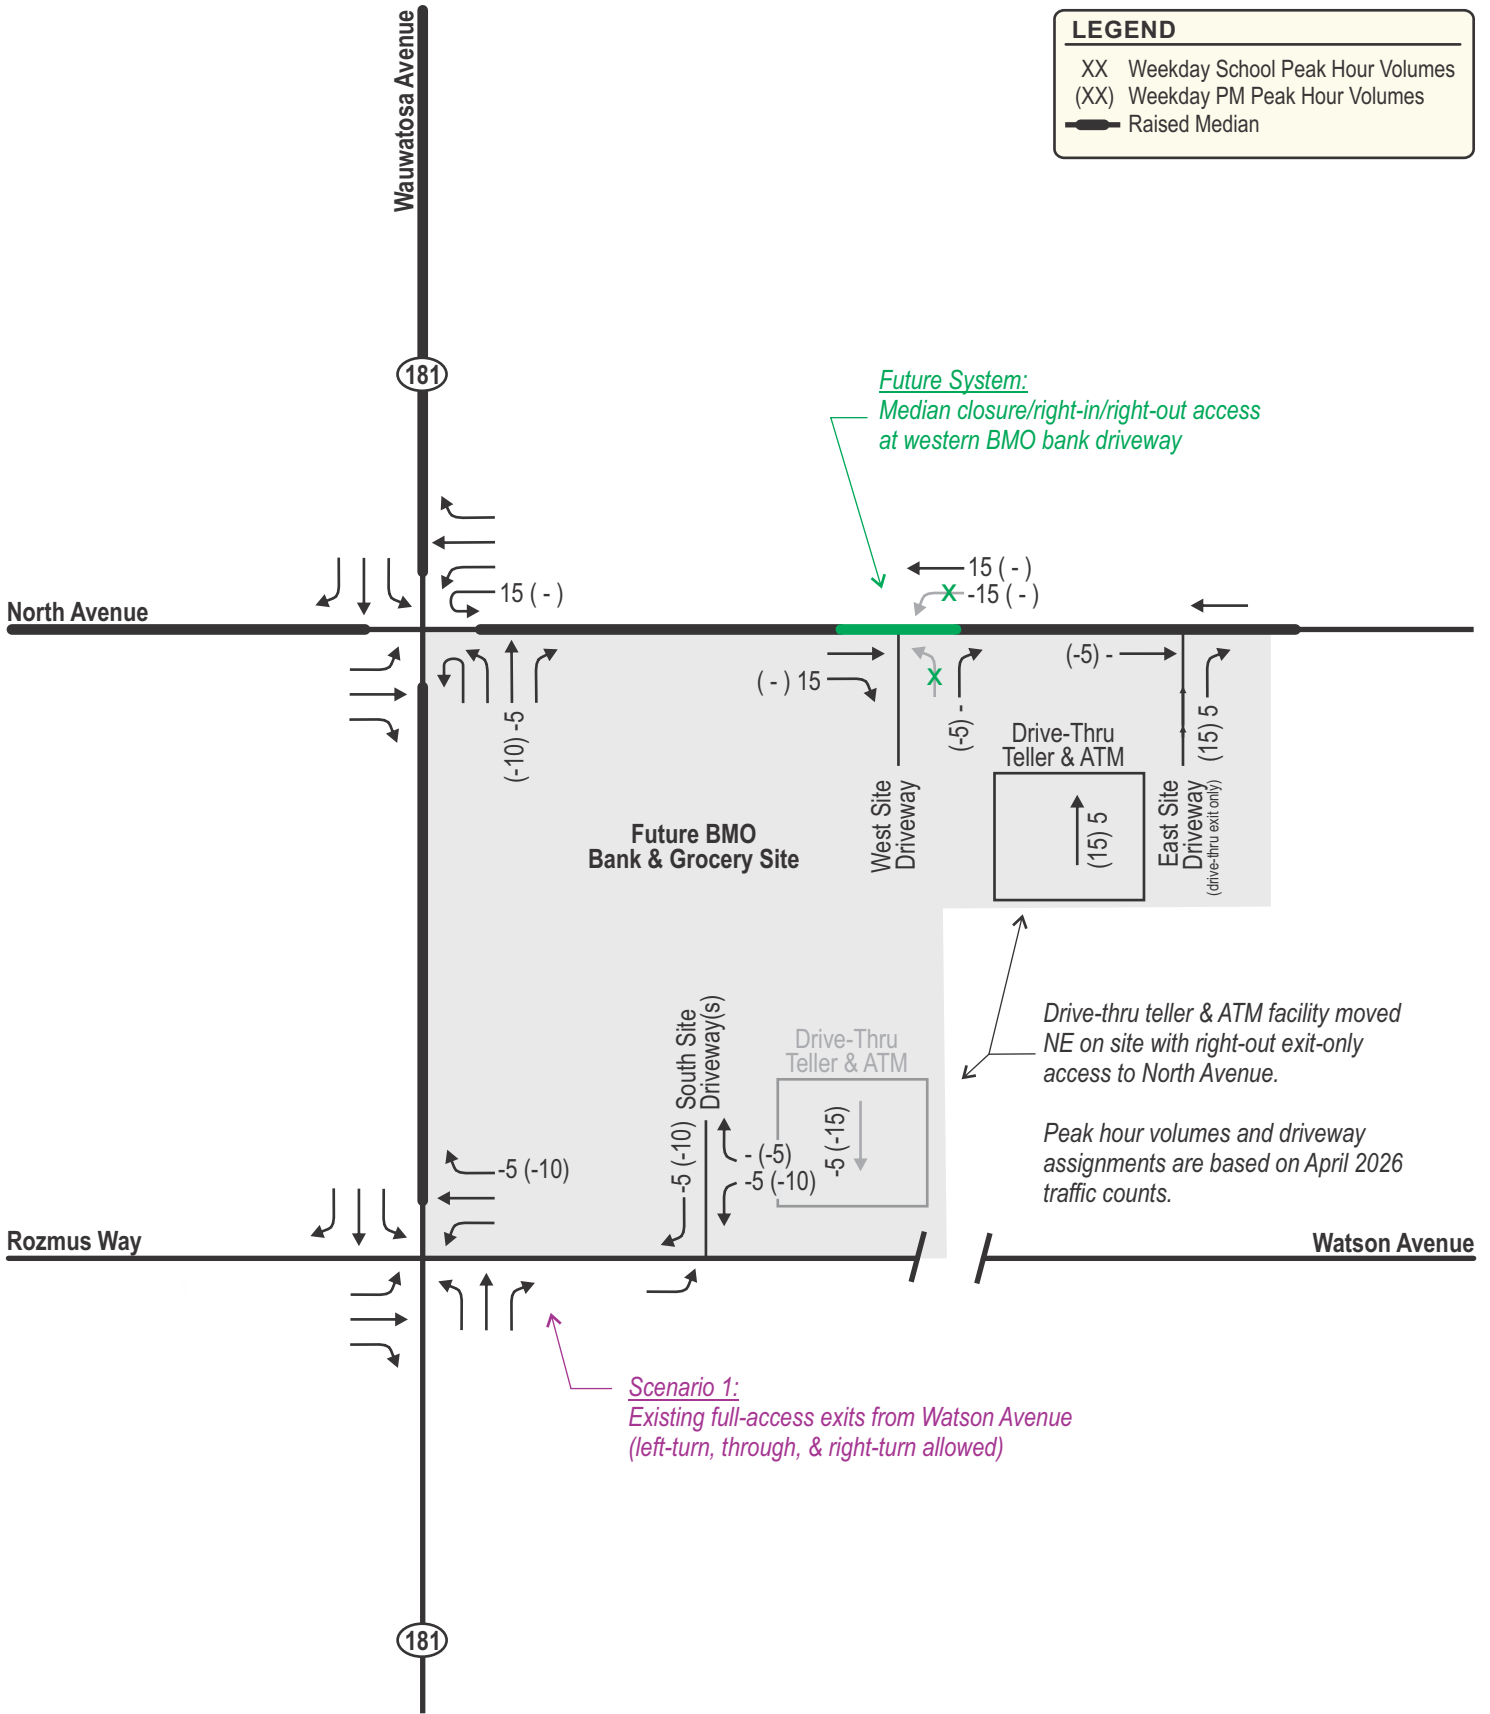 LEGEND
XX Weekday School Peak Hour Volumes
(XX) Weekday PM Peak Hour Volumes
Raised Median
Wauwatosa Avenue
181
Future System:
Median closure/right-in/right-out access
at western BMO bank driveway
15 ( - )
X -15 ( - )
15 ( - )
North Avenue
( - ) 15
X
(-5) -
(-5) -
(15) 5
(-10) -5
Drive-Thru
Teller & ATM
(15) 5
West Site
Driveway
East Site
Driveway
(drive-thru exit only)
Future BMO
Bank & Grocery Site
Drive-thru teller & ATM facility moved
NE on site with right-out exit-only
access to North Avenue.
Peak hour volumes and driveway
assignments are based on April 2026
traffic counts.
South Site
Driveway(s)
Drive-Thru
Teller & ATM
-5 (-15)
-5 (-10)
- (-5)
-5 (-10)
-5 (-10)
Rozmus Way
Watson Avenue
Scenario 1:
Existing full-access exits from Watson Avenue
(left-turn, through, & right-turn allowed)
181